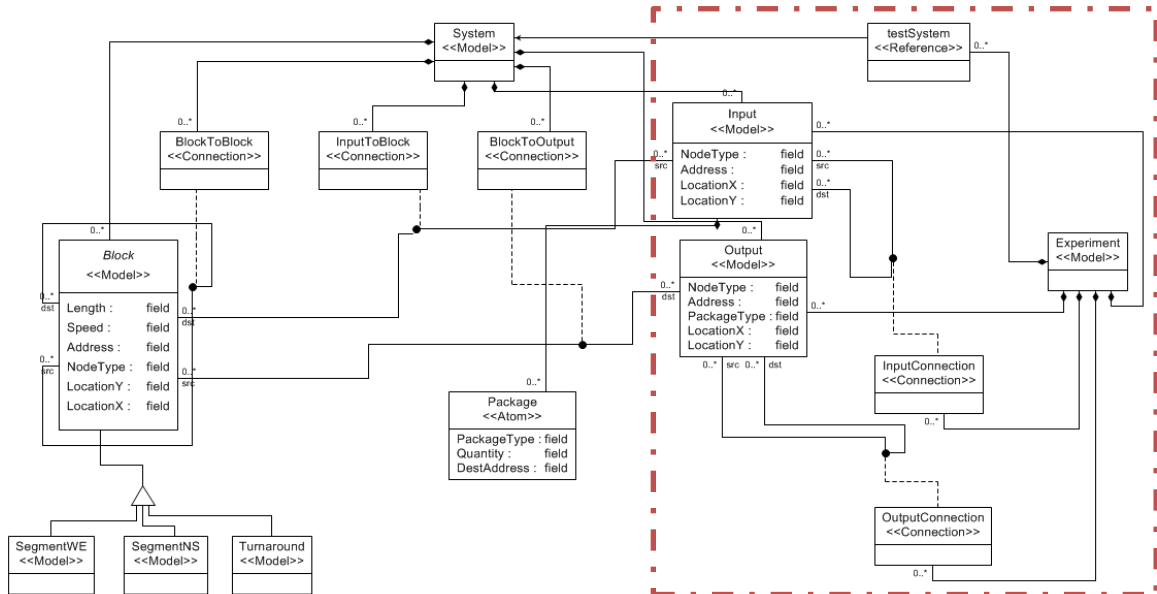 System
<<Model>>
testSystem
<<Reference>>
0..*
0..*
0..*
0..*
0..*
0..*
BlockToBlock
<<Connection>>
InputToBlock
<<Connection>>
BlockToOutput
<<Connection>>
Input
<<Model>>
NodeType : field
Address : field
LocationX : field
LocationY : field
0..*
src
0..*
0..*
src
0..*
dst
0..*
Block
<<Model>>
Length : field
Speed : field
Address : field
NodeType : field
LocationY : field
LocationX : field
0..*
dst
0..*
src
0..*
dst
0..*
src
0..*
Output
<<Model>>
NodeType : field
Address : field
PackageType : field
LocationX : field
LocationY : field
0..*
dst
0..*
0..* src 0..* dst
Experiment
<<Model>>
InputConnection
<<Connection>>
0..*
0..*
Package
<<Atom>>
PackageType : field
Quantity : field
DestAddress : field
OutputConnection
<<Connection>>
0..*
SegmentWE
<<Model>>
SegmentNS
<<Model>>
Turnaround
<<Model>>